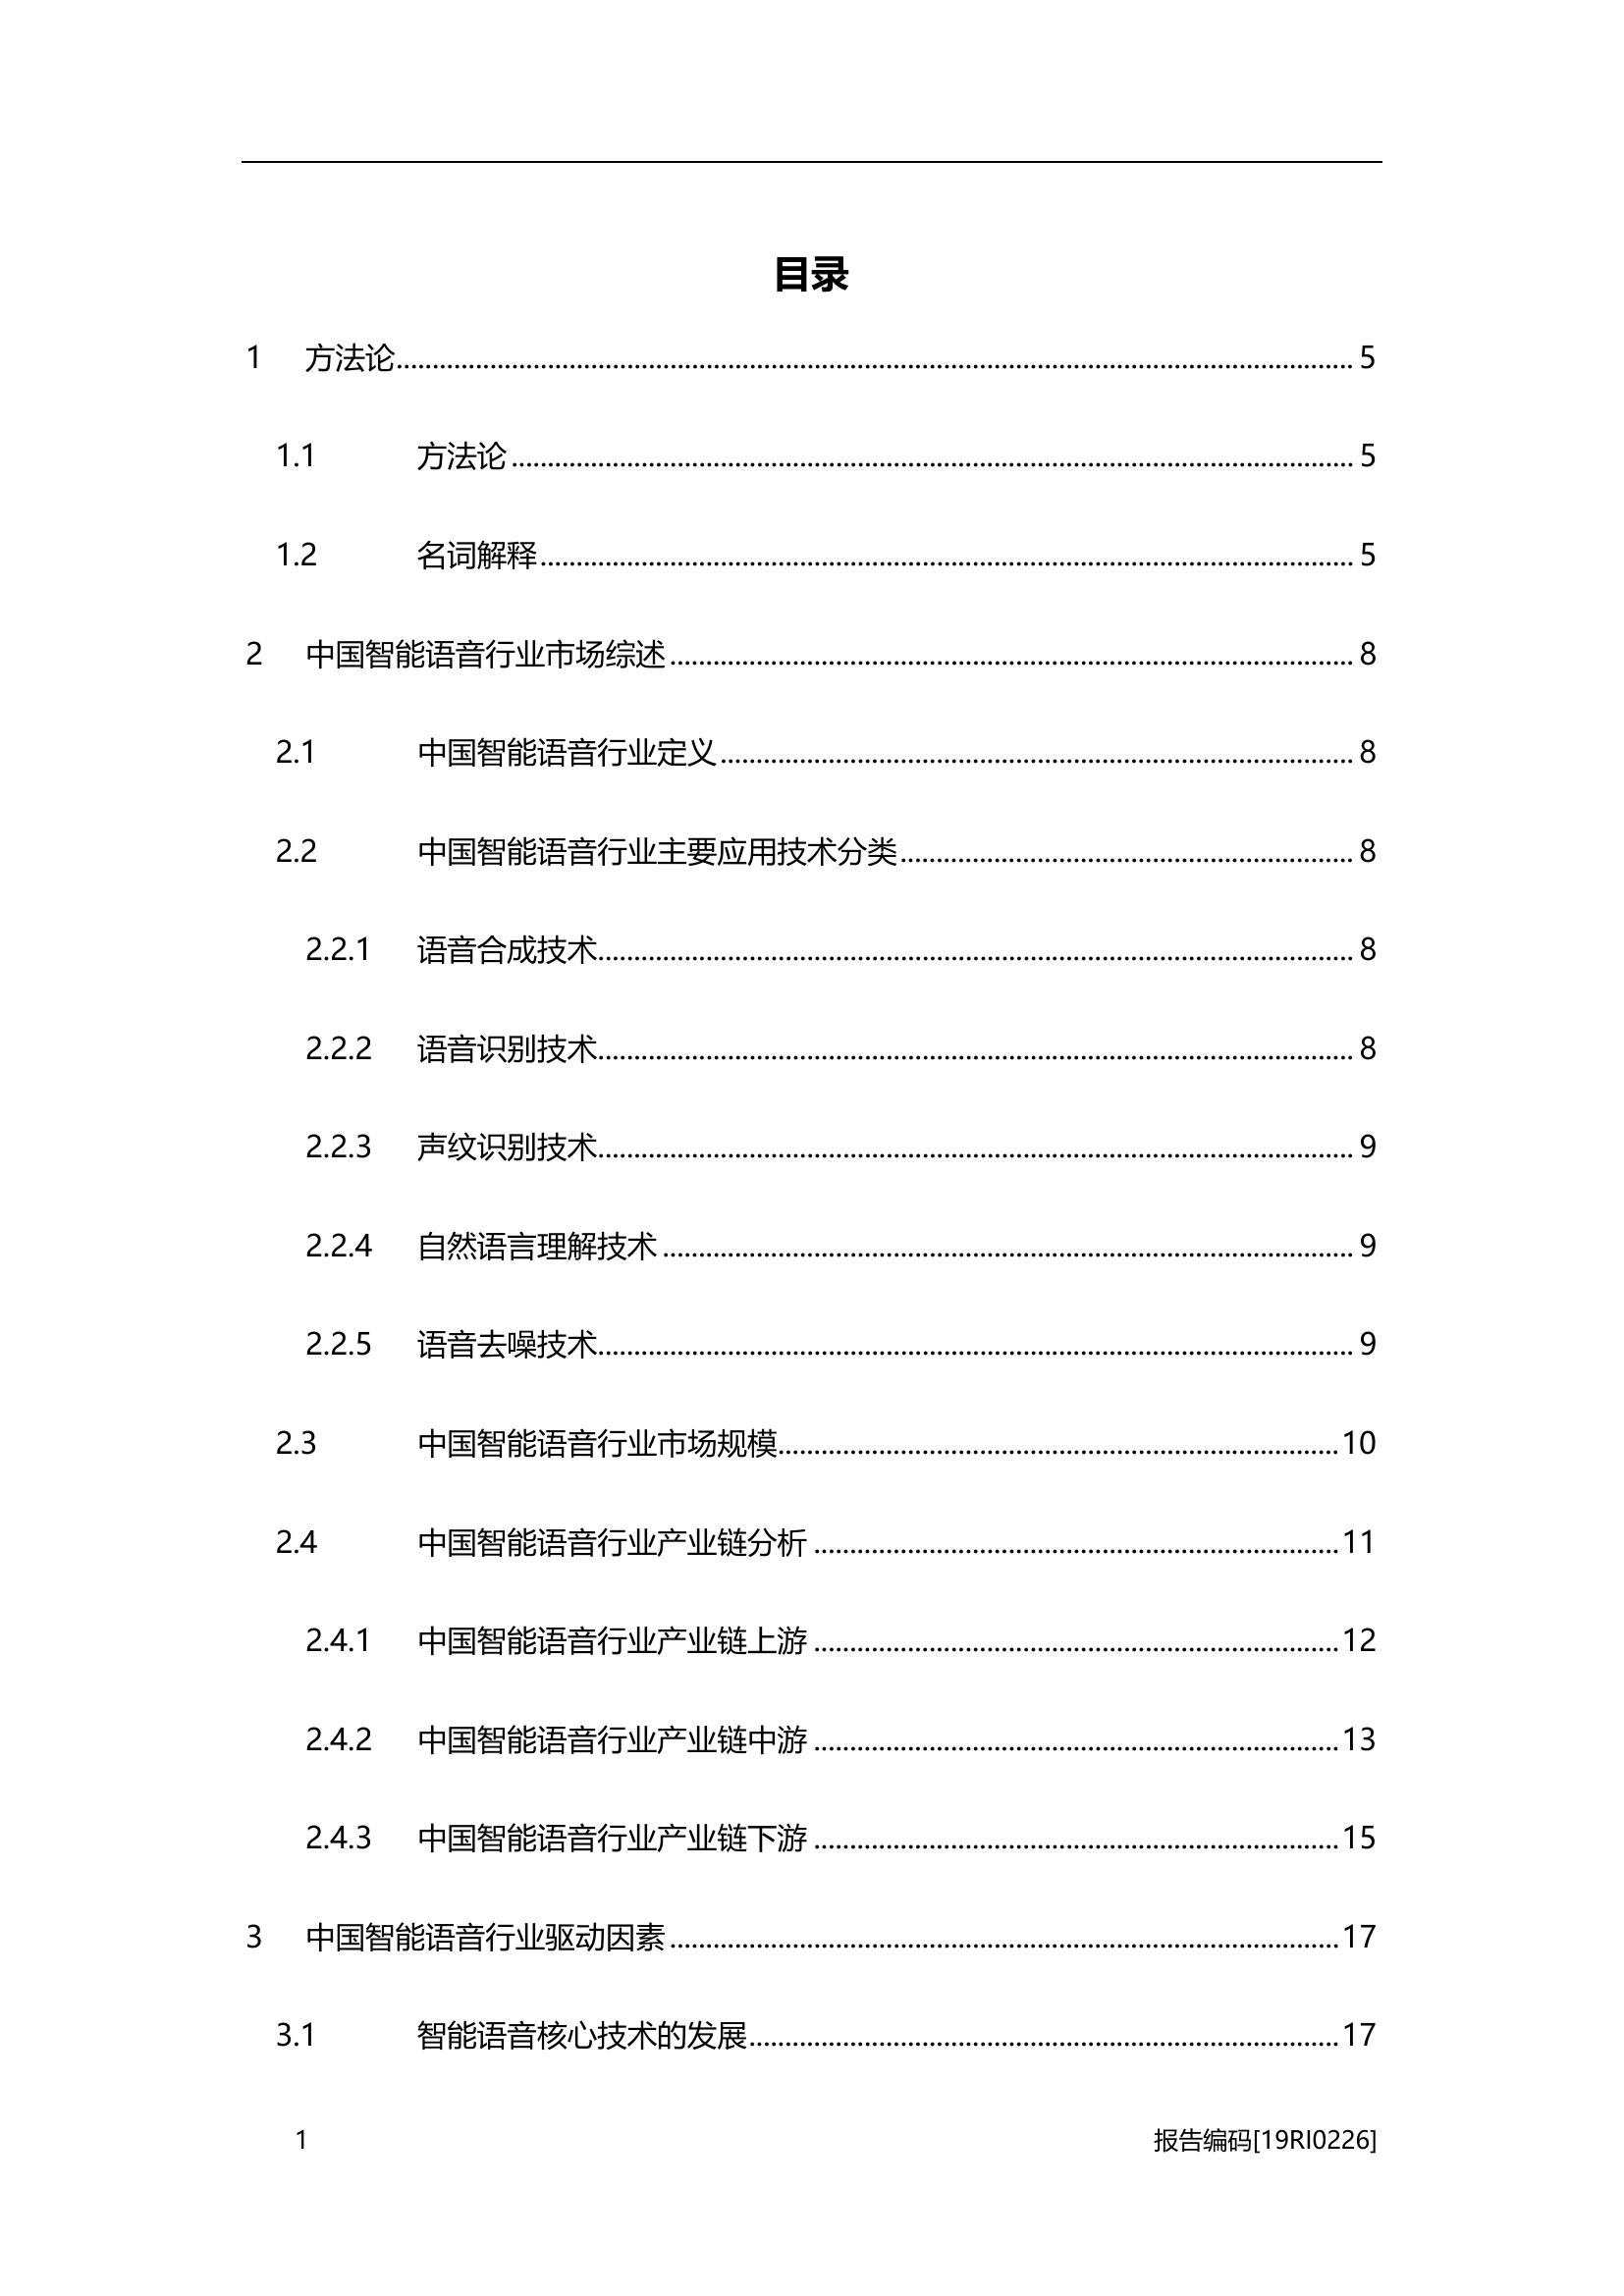 目录
1 方法论 5
1.1 方法论 5
1.2 名词解释 5
2 中国智能语音行业市场综述 8
2.1 中国智能语音行业定义 8
2.2 中国智能语音行业主要应用技术分类 8
2.2.1 语音合成技术 8
2.2.2 语音识别技术 8
2.2.3 声纹识别技术 9
2.2.4 自然语言理解技术 9
2.2.5 语音去噪技术 9
2.3 中国智能语音行业市场规模 10
2.4 中国智能语音行业产业链分析 11
2.4.1 中国智能语音行业产业链上游 12
2.4.2 中国智能语音行业产业链中游 13
2.4.3 中国智能语音行业产业链下游 15
3 中国智能语音行业驱动因素 17
3.1 智能语音核心技术的发展 17
1 报告编码[19RI0226]